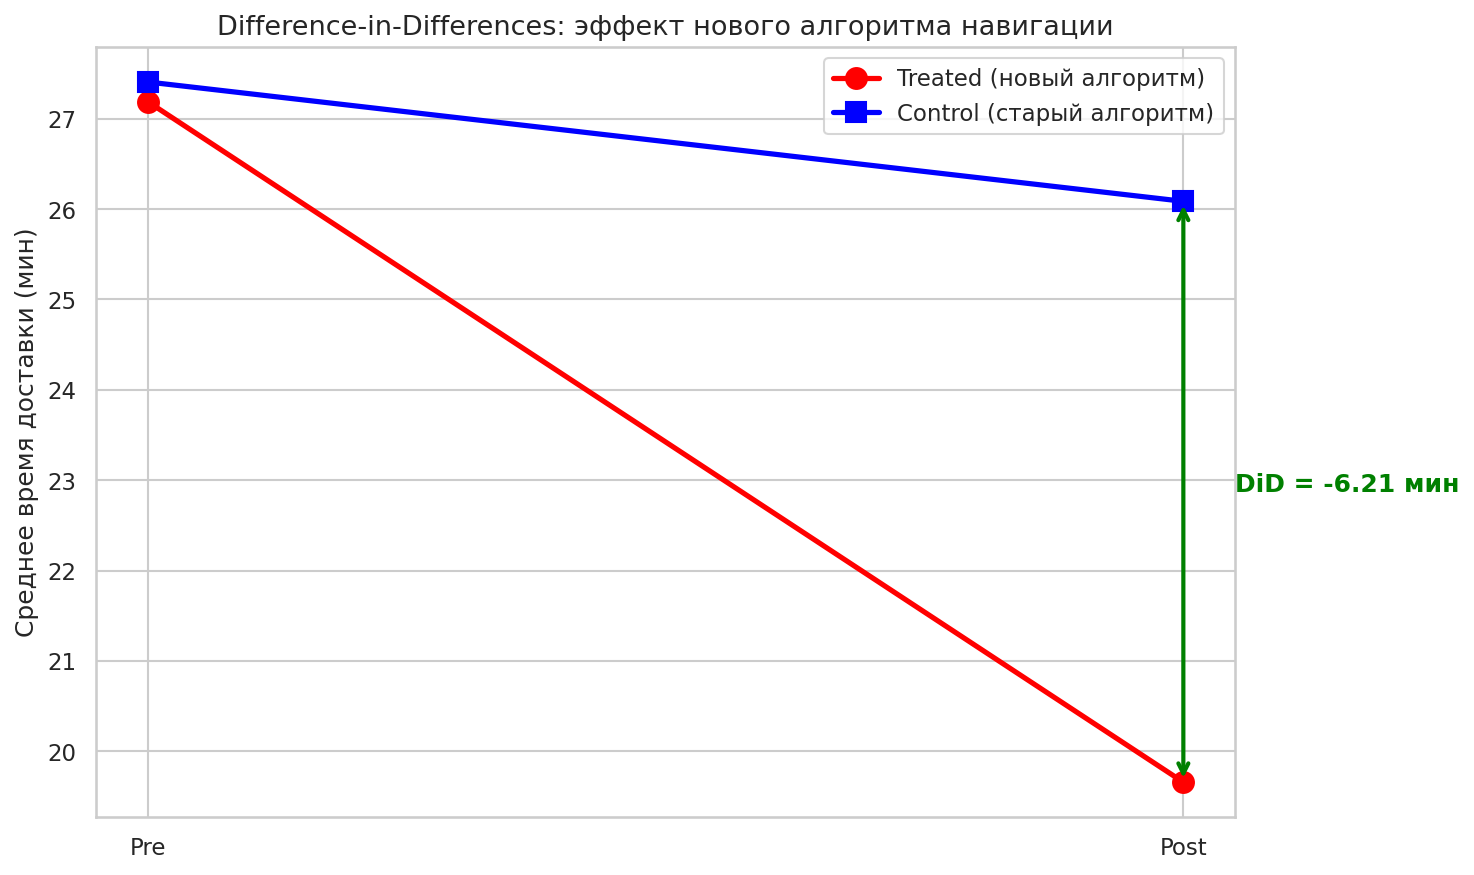 Difference-in-Differences: эффект нового алгоритма навигации
Treated (новый алгоритм)
Control (старый алгоритм)
Среднее время доставки (мин)
27
26
25
24
23
22
21
20
DiD = -6.21 мин
Pre
Post